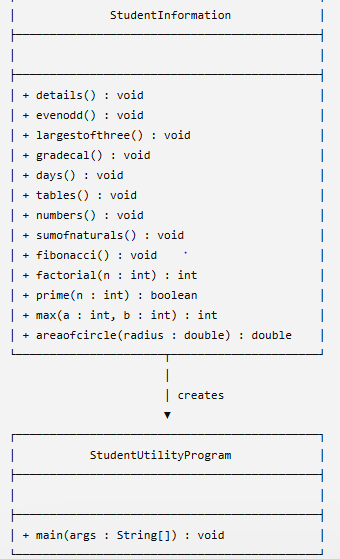 StudentInformation
+ details() : void
+ evenodd() : void
+ largestofthree() : void
+ gradecal() : void
+ days() : void
+ tables() : void
+ numbers() : void
+ sumofnaturals() : void
+ fibonacci() : void
+ factorial(n : int) : int
+ prime(n : int) : boolean
+ max(a : int, b : int) : int
+ areaofcircle(radius : double) : double
creates
StudentUtilityProgram
+ main(args : String[]) : void